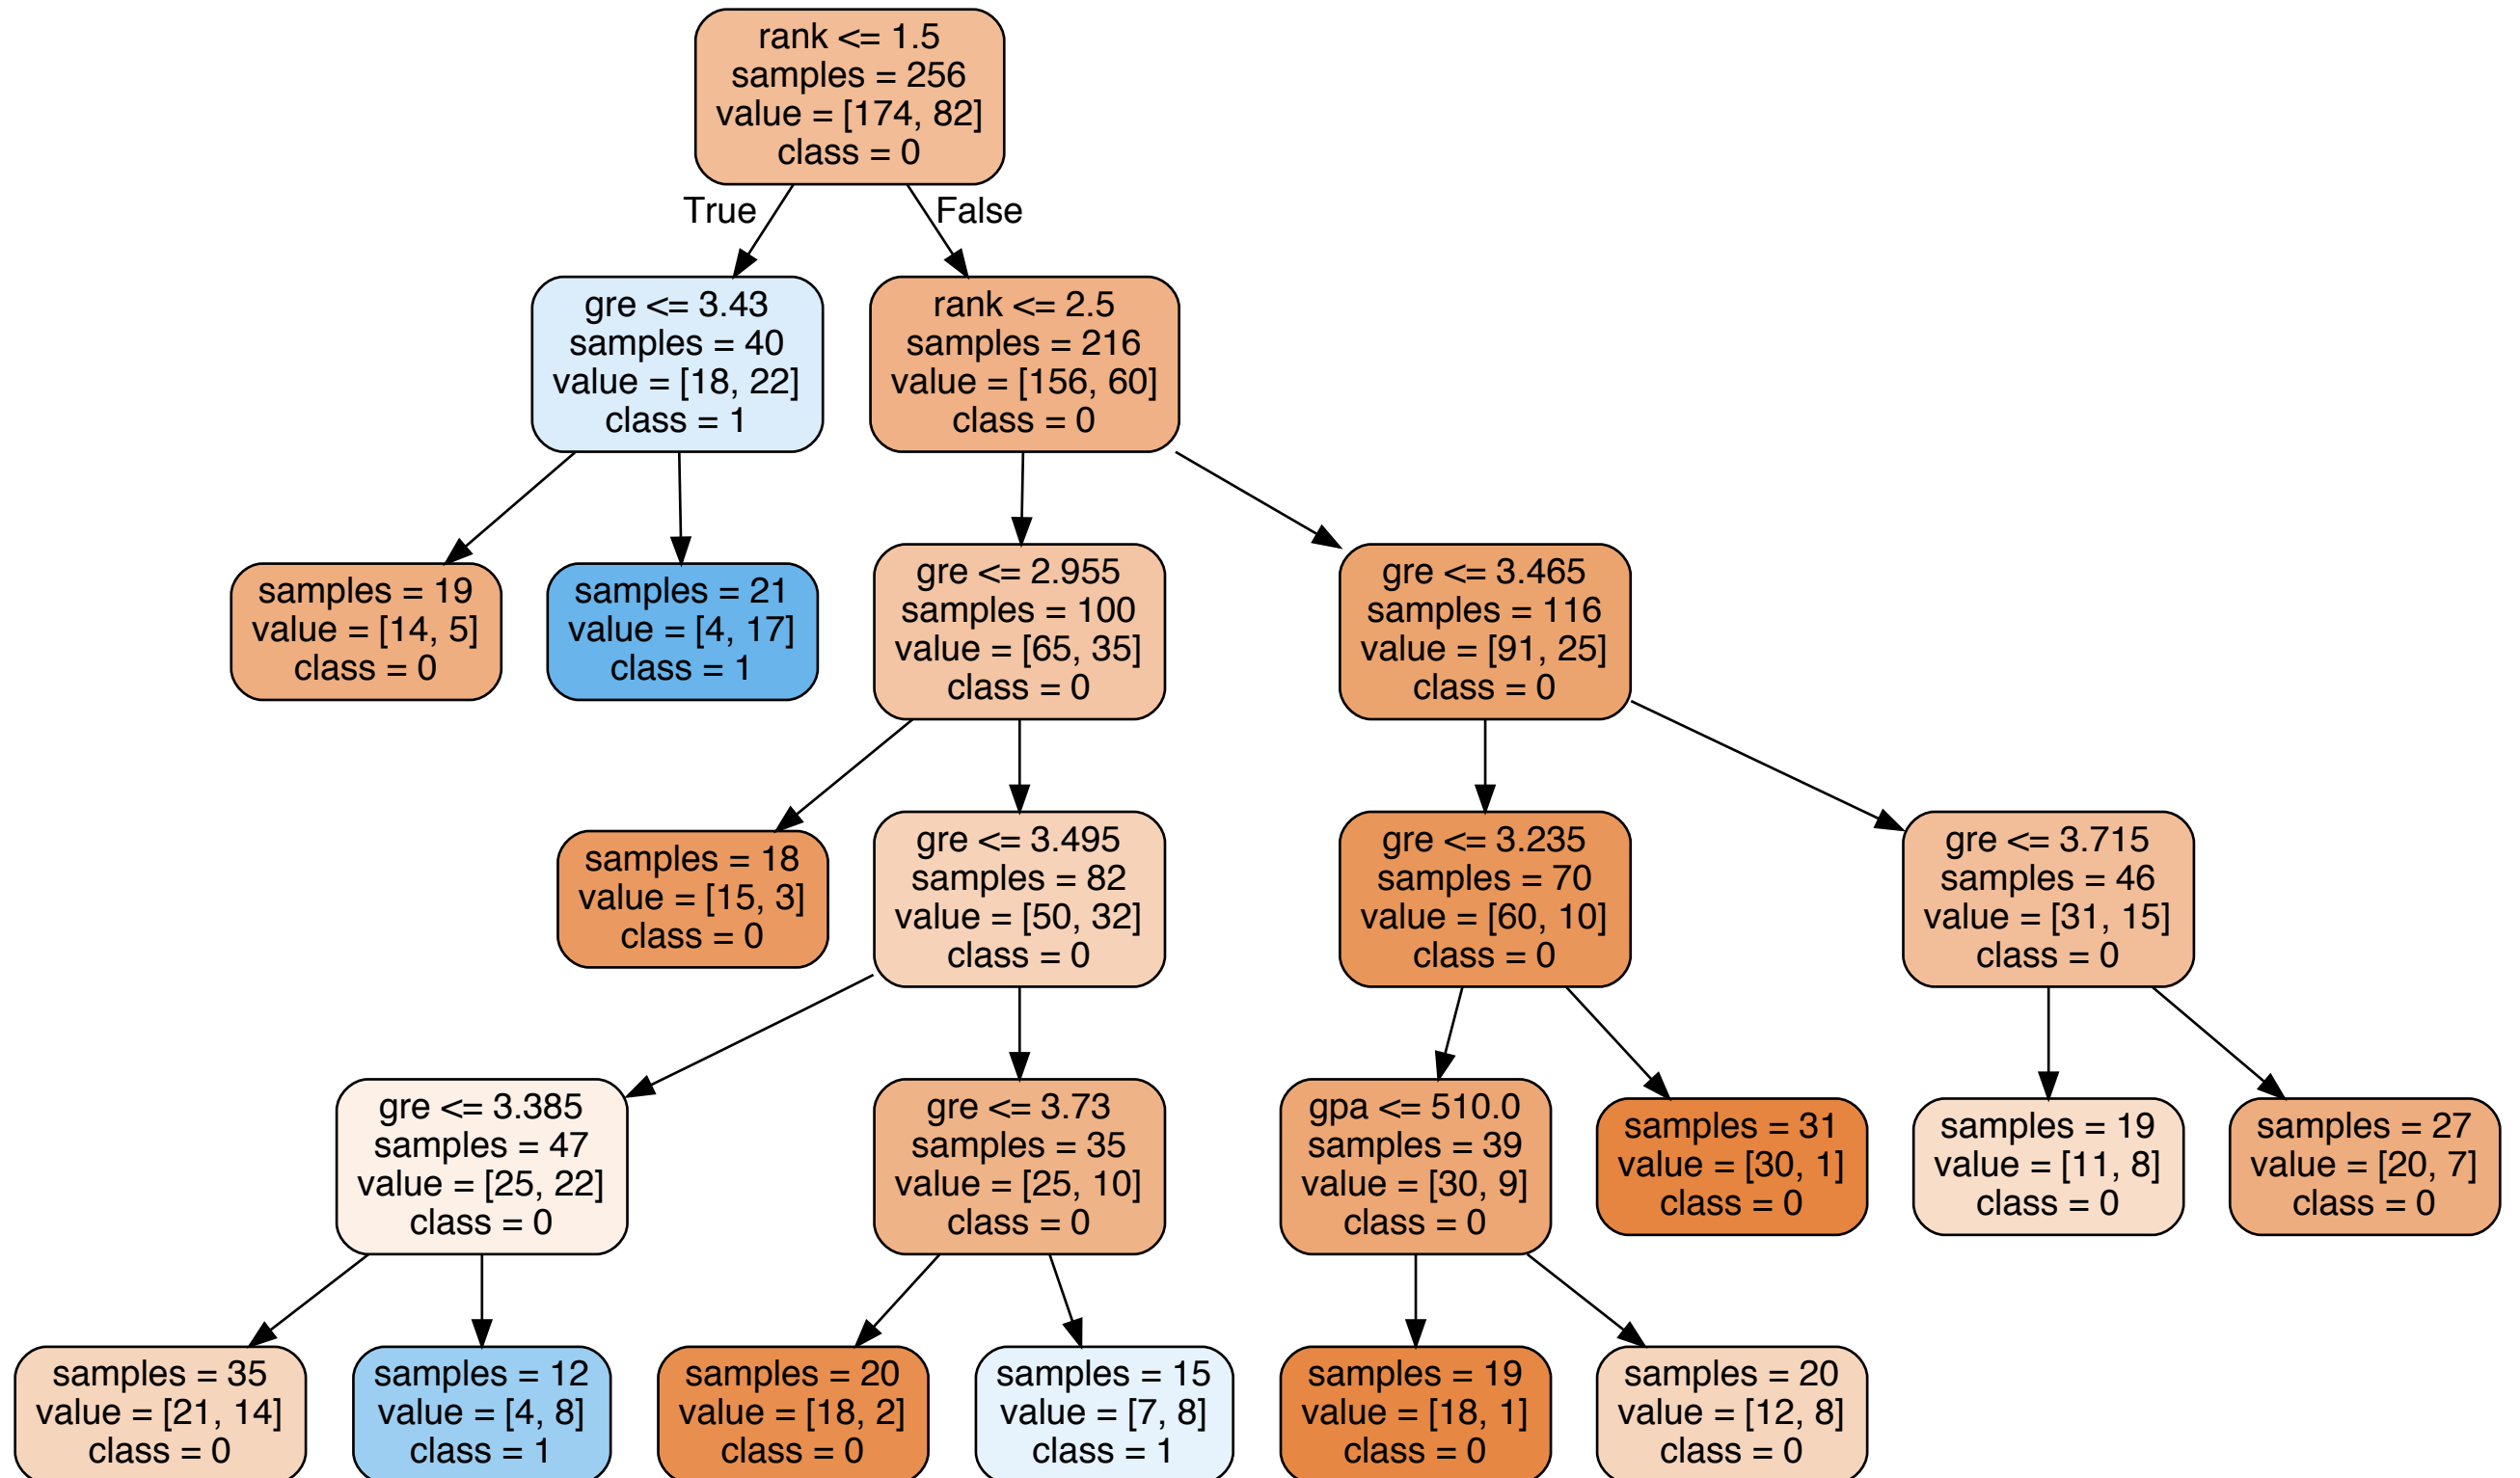 rank <= 1.5
samples = 256
value = [174, 82]
class = 0
True
False
gre <= 3.43
samples = 40
value = [18, 22]
class = 1
rank <= 2.5
samples = 216
value = [156, 60]
class = 0
samples = 19
value = [14, 5]
class = 0
samples = 21
value = [4, 17]
class = 1
gre <= 2.955
samples = 100
value = [65, 35]
class = 0
gre <= 3.465
samples = 116
value = [91, 25]
class = 0
samples = 18
value = [15, 3]
class = 0
gre <= 3.495
samples = 82
value = [50, 32]
class = 0
gre <= 3.235
samples = 70
value = [60, 10]
class = 0
gre <= 3.715
samples = 46
value = [31, 15]
class = 0
gre <= 3.385
samples = 47
value = [25, 22]
class = 0
gre <= 3.73
samples = 35
value = [25, 10]
class = 0
gpa <= 510.0
samples = 39
value = [30, 9]
class = 0
samples = 31
value = [30, 1]
class = 0
samples = 19
value = [11, 8]
class = 0
samples = 27
value = [20, 7]
class = 0
samples = 35
value = [21, 14]
class = 0
samples = 12
value = [4, 8]
class = 1
samples = 20
value = [18, 2]
class = 0
samples = 15
value = [7, 8]
class = 1
samples = 19
value = [18, 1]
class = 0
samples = 20
value = [12, 8]
class = 0